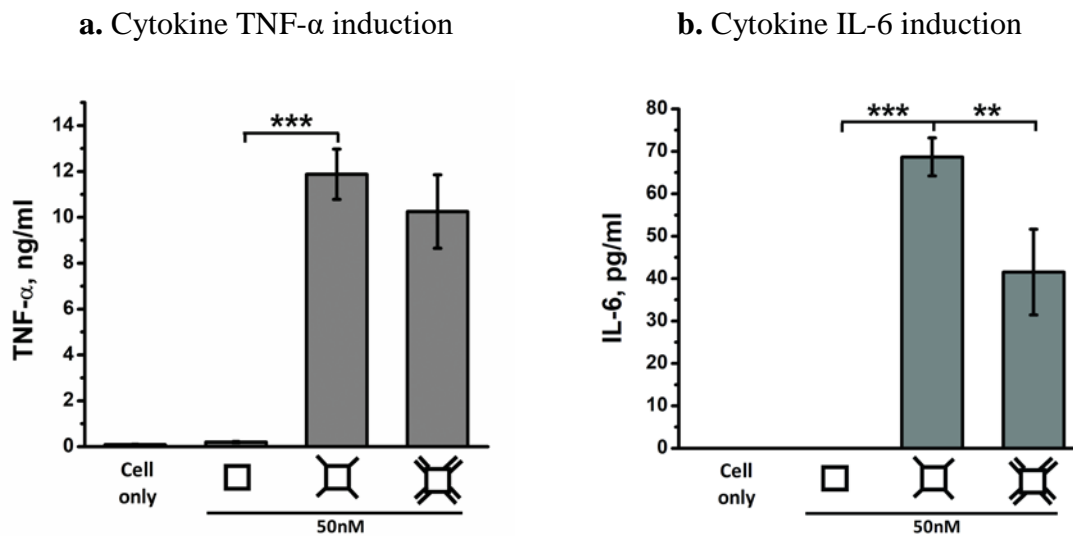 a. Cytokine TNF-α induction
TNF-α, ng/ml
14
12
10
8
6
4
2
0
***
Cell
only
50nM
b. Cytokine IL-6 induction
IL-6, pg/ml
80
70
60
50
40
30
20
10
0
***
**
Cell
only
50nM